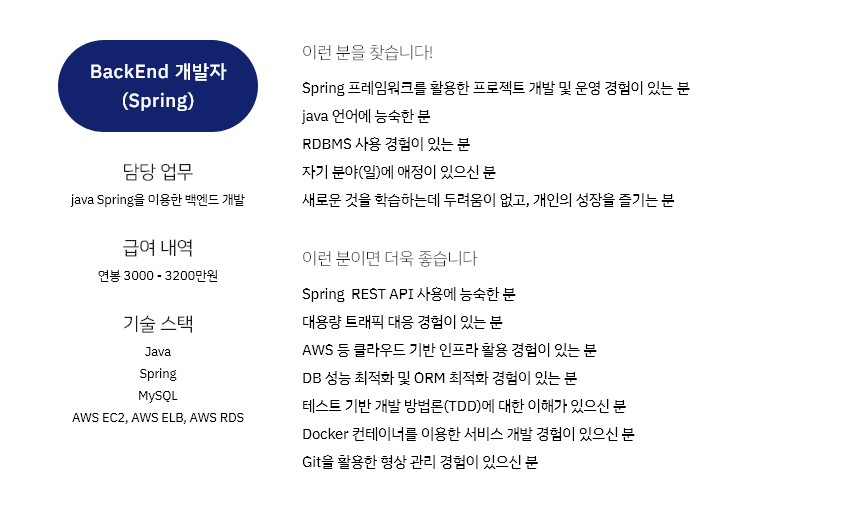 BackEnd 개발자
(Spring)
담당 업무
java Spring을 이용한 백엔드 개발
급여 내역
연봉 3000 - 3200만원
기술 스택
Java
Spring
MySQL
AWS EC2, AWS ELB, AWS RDS
이런 분을 찾습니다!
Spring 프레임워크를 활용한 프로젝트 개발 및 운영 경험이 있는 분
java 언어에 능숙한 분
RDBMS 사용 경험이 있는 분
자기 분야(일)에 애정이 있으신 분
새로운 것을 학습하는데 두려움이 없고, 개인의 성장을 즐기는 분
이런 분이면 더욱 좋습니다
Spring  REST API 사용에 능숙한 분
대용량 트래픽 대응 경험이 있는 분
AWS 등 클라우드 기반 인프라 활용 경험이 있는 분
DB 성능 최적화 및 ORM 최적화 경험이 있는 분
테스트 기반 개발 방법론(TDD)에 대한 이해가 있으신 분
Docker 컨테이너를 이용한 서비스 개발 경험이 있으신 분
Git을 활용한 형상 관리 경험이 있으신 분